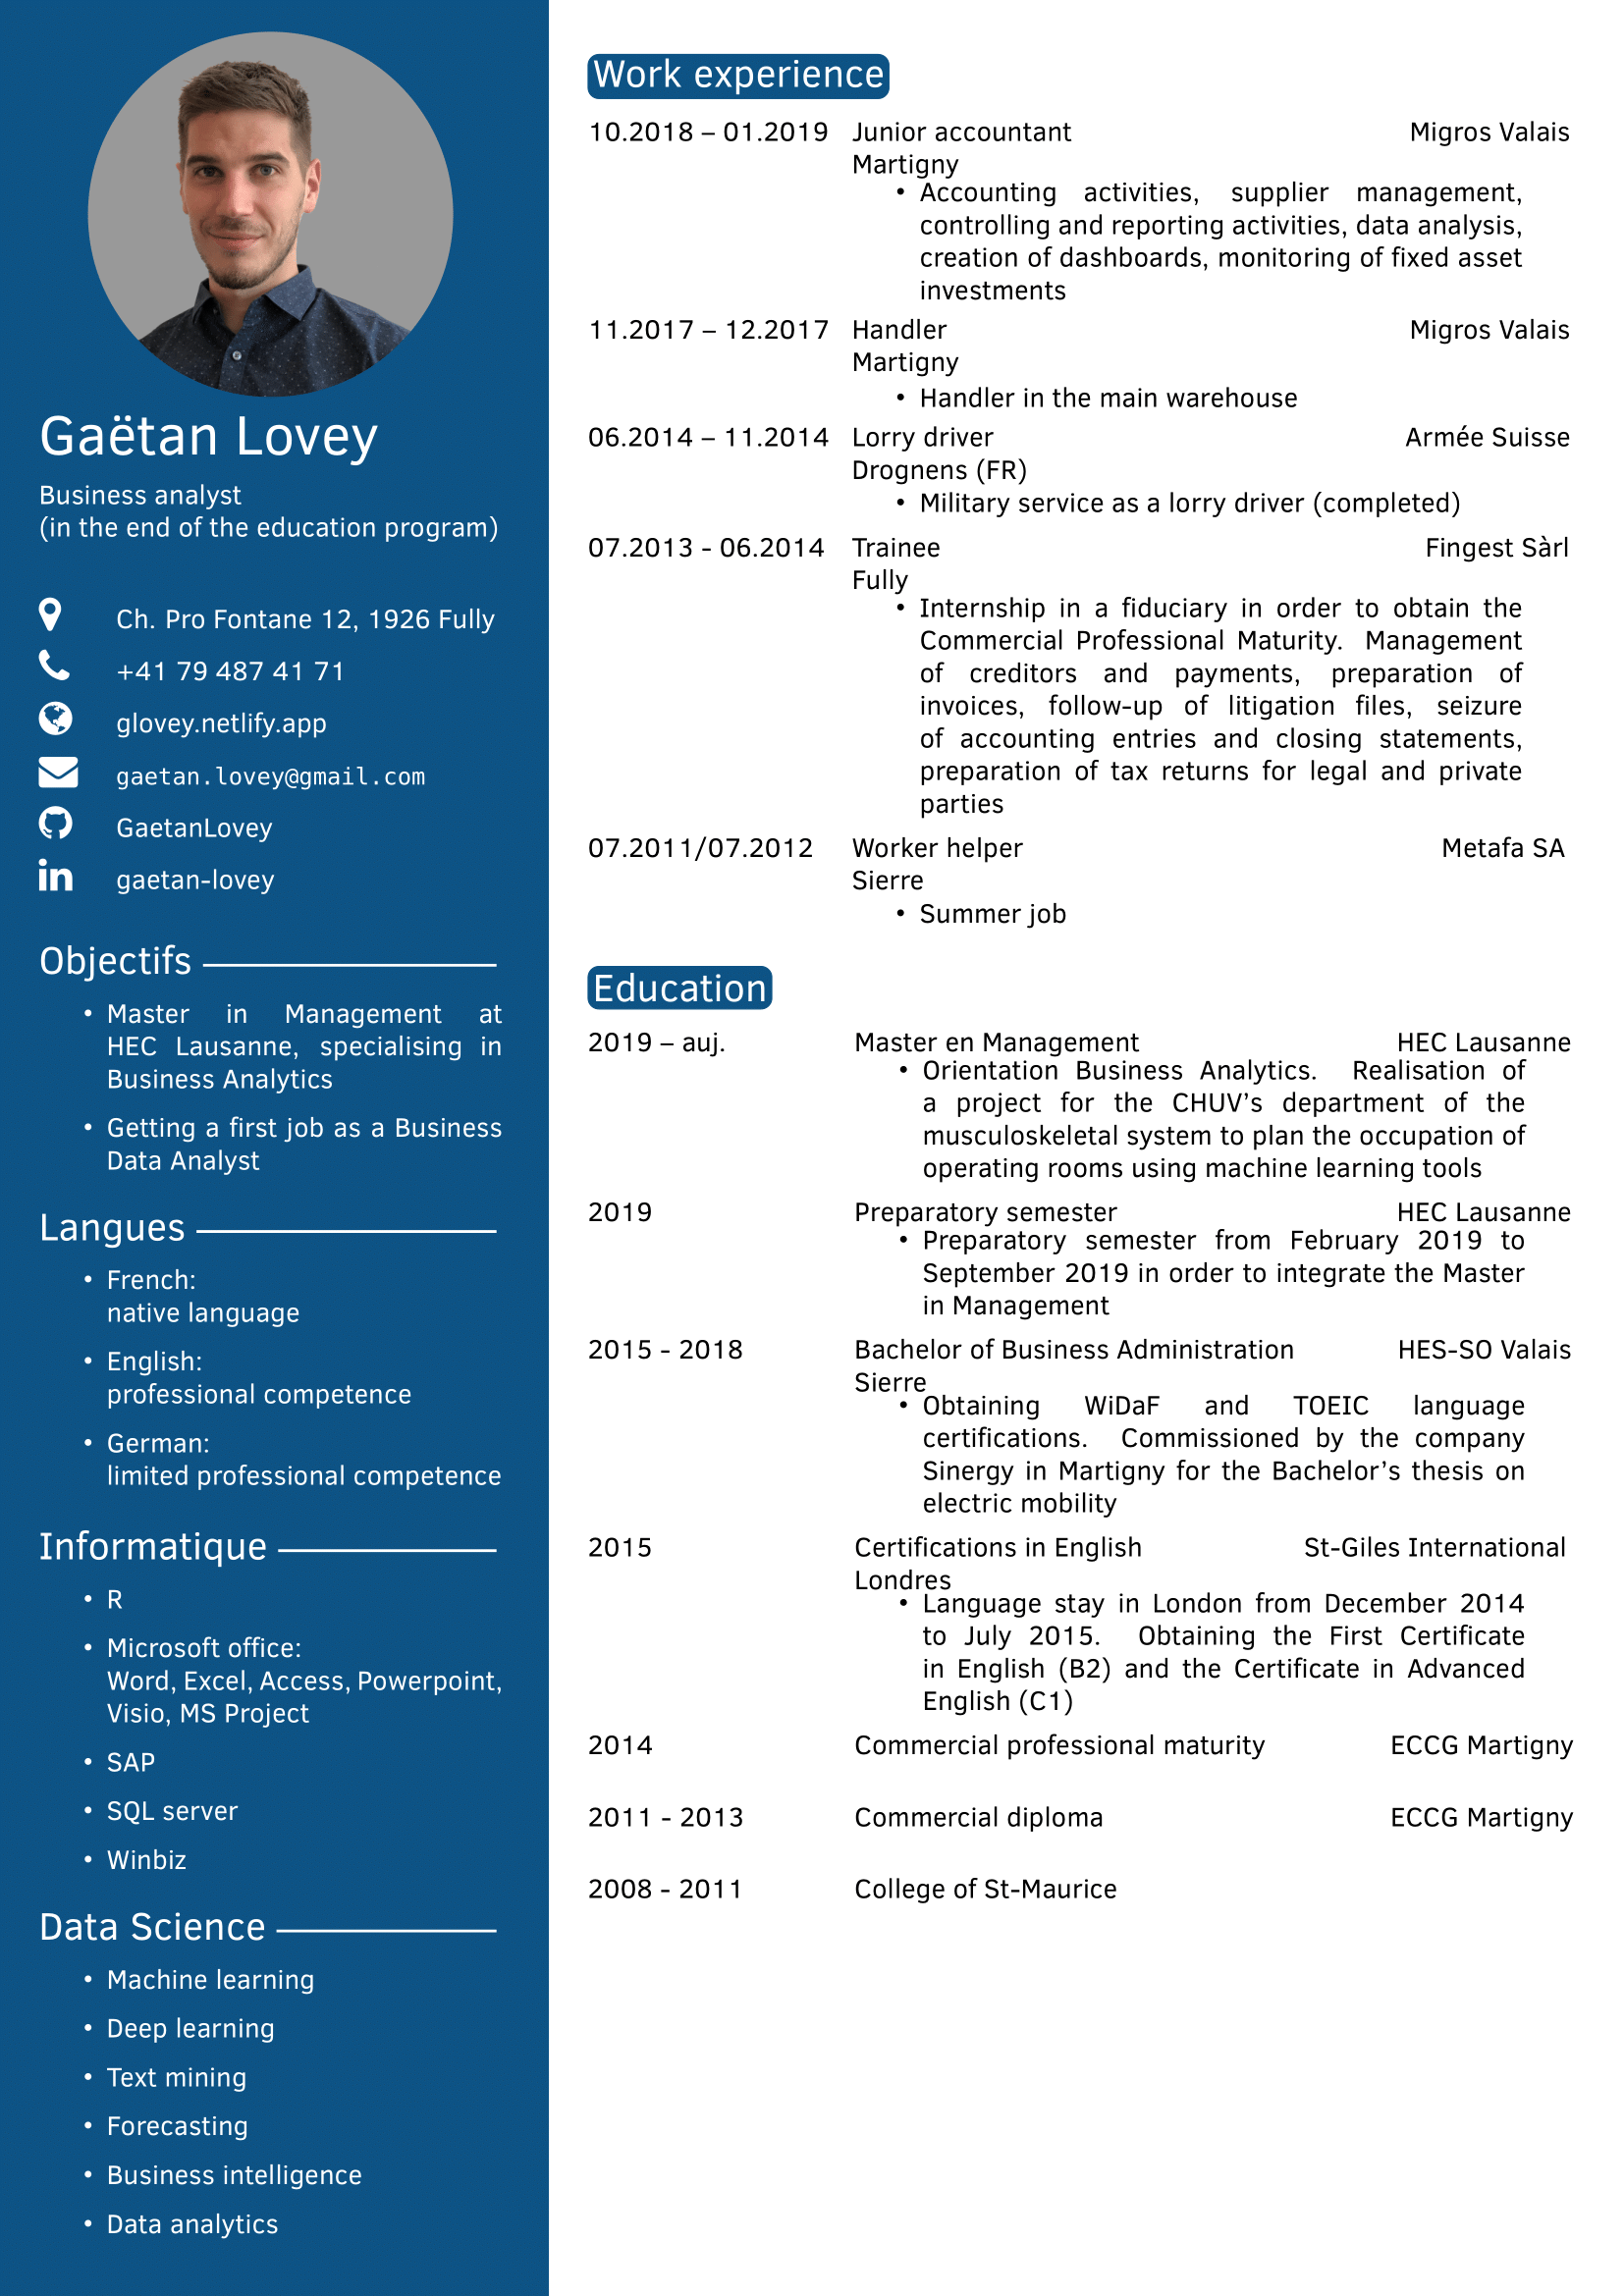 Gaëtan Lovey
Business analyst
(in the end of the education program)
Ch. Pro Fontane 12, 1926 Fully
+41 79 487 41 71
glovey.netlify.app
gaetan.lovey@gmail.com
GaetanLovey
in gaetan-lovey
Objectifs
• Master in Management at
HEC Lausanne, specialising in
Business Analytics
• Getting a first job as a Business
Data Analyst
Langues
• French:
native language
• English:
professional competence
• German:
limited professional competence
Informatique
• R
• Microsoft office:
Word, Excel, Access, Powerpoint,
Visio, MS Project
• SAP
• SQL server
• Winbiz
Data Science
• Machine learning
• Deep learning
• Text mining
• Forecasting
• Business intelligence
• Data analytics
Work experience
10.2018 – 01.2019 Junior accountant Migros Valais
Martigny
• Accounting activities, supplier management,
controlling and reporting activities, data analysis,
creation of dashboards, monitoring of fixed asset
investments
11.2017 – 12.2017 Handler Migros Valais
Martigny
• Handler in the main warehouse
06.2014 – 11.2014 Lorry driver Armée Suisse
Drognens (FR)
• Military service as a lorry driver (completed)
07.2013 - 06.2014 Trainee Fingest Sàrl
Fully
• Internship in a fiduciary in order to obtain the
Commercial Professional Maturity. Management
of creditors and payments, preparation of
invoices, follow-up of litigation files, seizure
of accounting entries and closing statements,
preparation of tax returns for legal and private
parties
07.2011/07.2012 Worker helper Metafa SA
Sierre
• Summer job
Education
2019 – auj. Master en Management HEC Lausanne
• Orientation Business Analytics. Realisation of
a project for the CHUV's department of the
musculoskeletal system to plan the occupation of
operating rooms using machine learning tools
2019 Preparatory semester HEC Lausanne
• Preparatory semester from February 2019 to
September 2019 in order to integrate the Master
in Management
2015 - 2018 Bachelor of Business Administration HES-SO Valais
Sierre
• Obtaining WiDaF and TOEIC language
certifications. Commissioned by the company
Sinergy in Martigny for the Bachelor's thesis on
electric mobility
2015 Certifications in English St-Giles International
Londres
• Language stay in London from December 2014
to July 2015. Obtaining the First Certificate
in English (B2) and the Certificate in Advanced
English (C1)
2014 Commercial professional maturity ECCG Martigny
2011 - 2013 Commercial diploma ECCG Martigny
2008 - 2011 College of St-Maurice